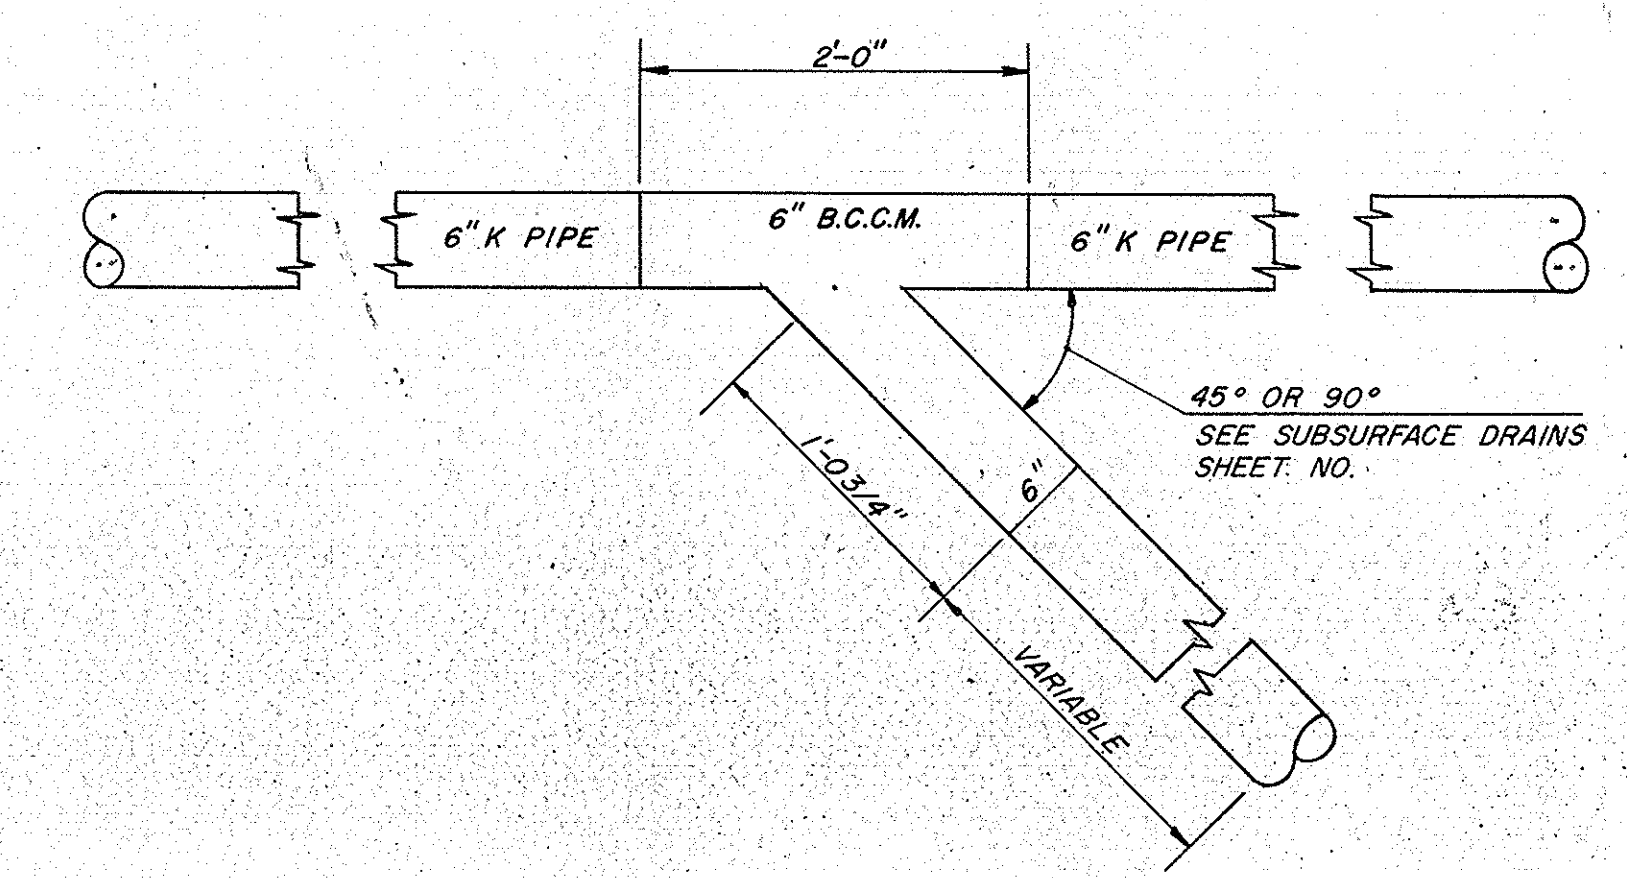 2'-0"
6" K PIPE
6" B.C.C.M.
6" K PIPE
45° OR 90°
SEE SUBSURFACE DRAINS
SHEET. NO.
1'-0 3/4"
6"
VARIABLE